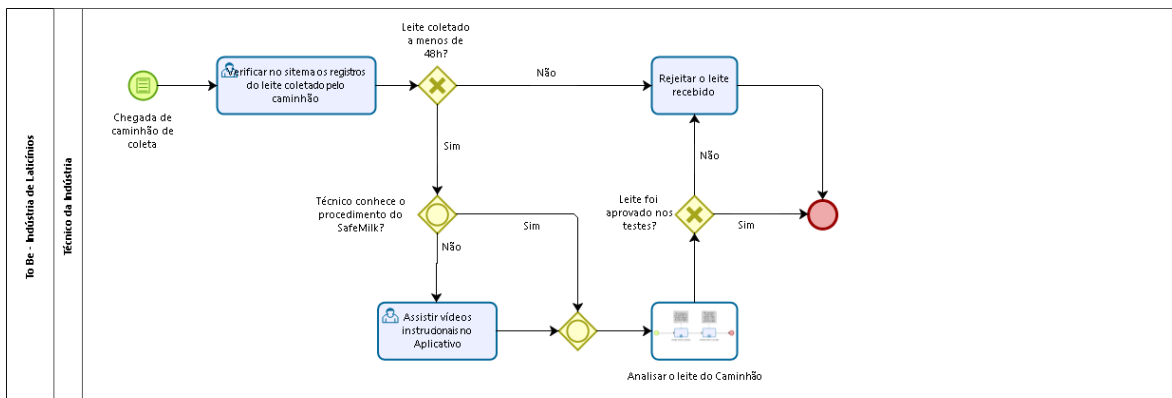 To Be - Indústria de Laticínios
Técnico da Indústria
Chegada de
caminhão de
coleta
Verificar no sitema os registros
do leite coletado pelo
caminhão
Leite coletado
a menos de
48h?
Não
Sim
Rejeitar o leite
recebido
Técnico conhece o
procedimento do
SafeMilk?
Sim
Não
Assistir vídeos
instrucionais no
Aplicativo
Analisar o leite do Caminhão
Leite foi
aprovado nos
testes?
Não
Sim